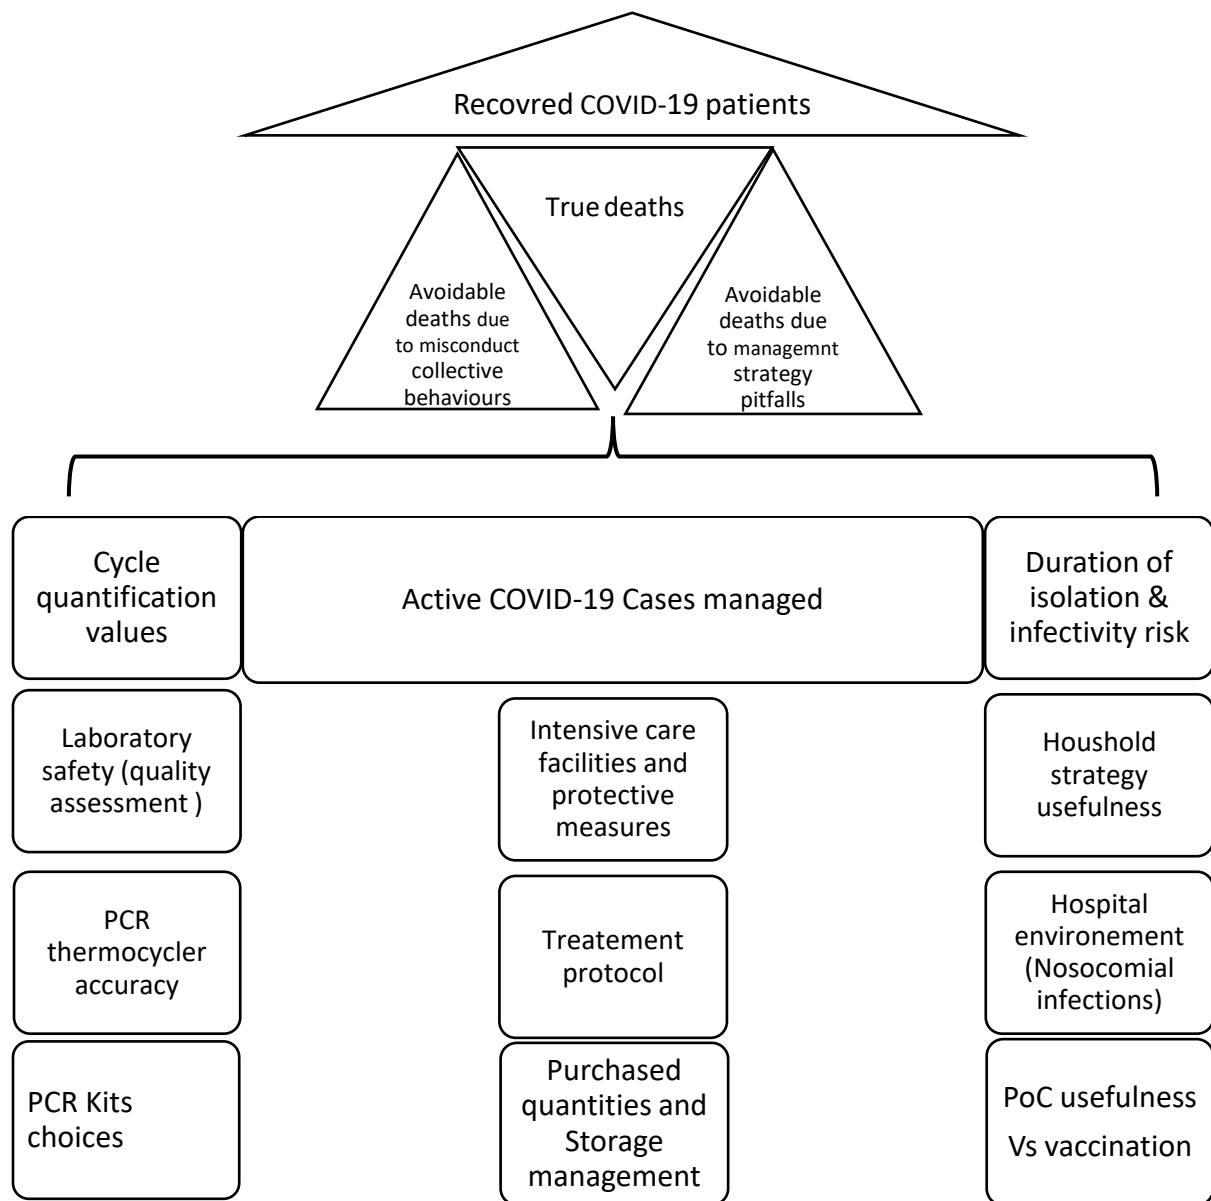 Recovred COVID-19 patients
True deaths
Avoidable
deaths due
to misconduct
collective
behaviours
Avoidable
deaths due
to managemnt
strategy
pitfalls
Cycle
quantification
values
Active COVID-19 Cases managed
Duration of
isolation &
infectivity risk
Laboratory
safety (quality
assessment )
Intensive care
facilities and
protective
measures
Houshold
strategy
usefulness
PCR
thermocycler
accuracy
Treatement
protocol
Hospital
environement
(Nosocomial
infections)
PCR Kits
choices
Purchased
quantities and
Storage
management
PoC usefulness
Vs vaccination